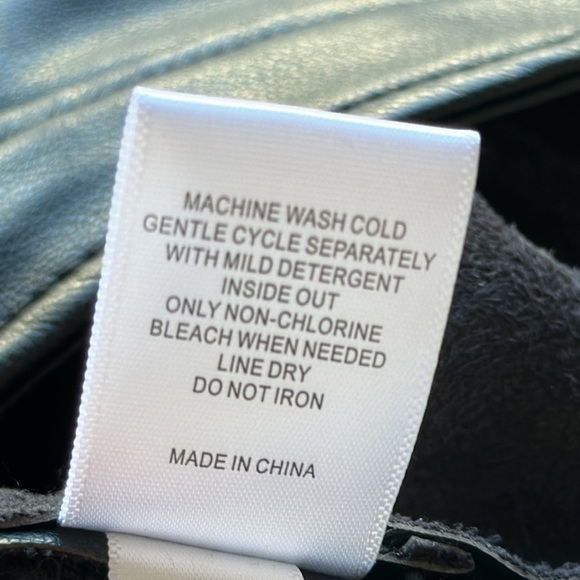 MACHINE WASH COLD
GENTLE CYCLE SEPARATELY
WITH MILD DETERGENT
INSIDE OUT
ONLY NON-CHLORINE
BLEACH WHEN NEEDED
LINE DRY
DO NOT IRON
MADE IN CHINA